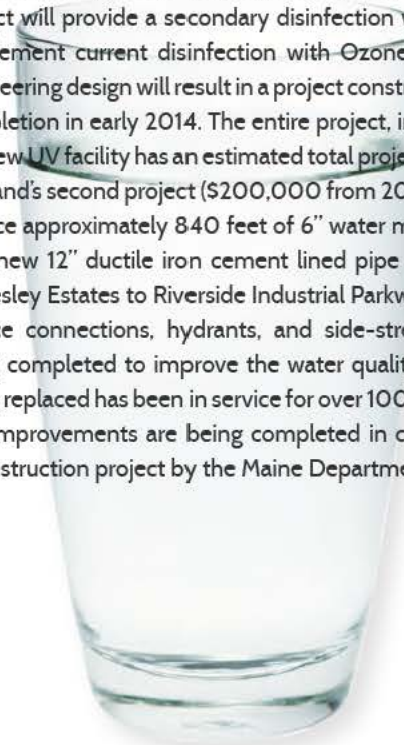 ct will provide a secondary disinfection
ement current disinfection with Ozone
eering design will result in a project constr
letion in early 2014. The entire project, i
ew UV facility has an estimated total proje
and's second project ($200,000 from 20
ce approximately 840 feet of 6" water m
new 12" ductile iron cement lined pipe
esley Estates to Riverside Industrial Parkw
ce connections, hydrants, and side-stre
completed to improve the water qualit
replaced has been in service for over 100
mprovements are being completed in c
struction project by the Maine Departme